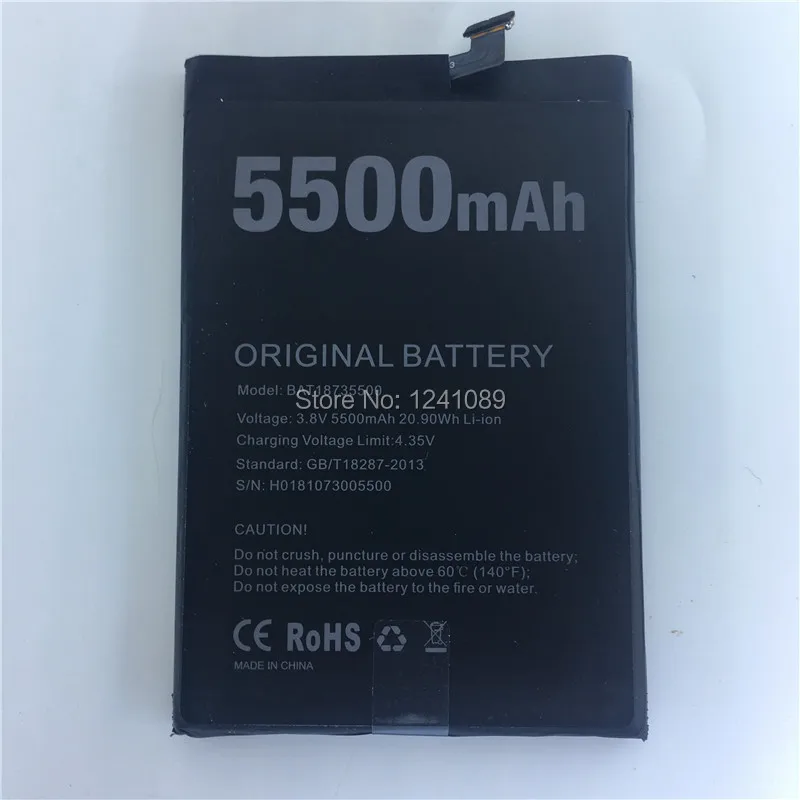 5500mAh
ORIGINAL BATTERY
Model: BAT18735500
Store No: 1241089
Voltage: 3.8V 5500mAh 20.90Wh Li-ion
Charging Voltage Limit:4.35V
Standard: GB/T18287-2013
S/N: H0181073005500
CAUTION!
Do not crush, puncture or disassemble the battery;
Do not heat the battery above 60℃ (140°F);
Do not expose the battery to the fire or water.
CE RoHS
MADE IN CHINA